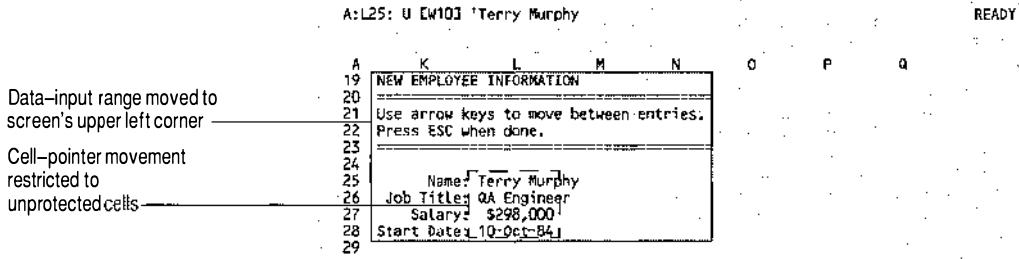 A:L25: U [W10] 'Terry Murphy READY
A K L M N O P Q
19 NEW EMPLOYEE INFORMATION
20
21 Use arrow keys to move between entries.
22 Press ESC when done.
23
24
25 Name: Terry Murphy
26 Job Title: QA Engineer
27 Salary: $298,000
28 Start Date: 10-Oct-84
29
Data–input range moved to
screen's upper left corner
Cell–pointer movement
restricted to
unprotected cells